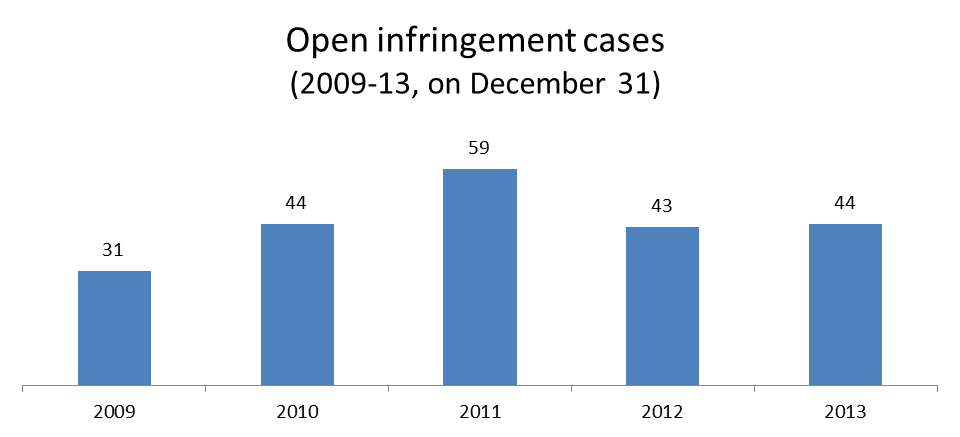 Open infringement cases
(2009-13, on December 31)
59
44
43
44
31
2009 2010 2011 2012 2013